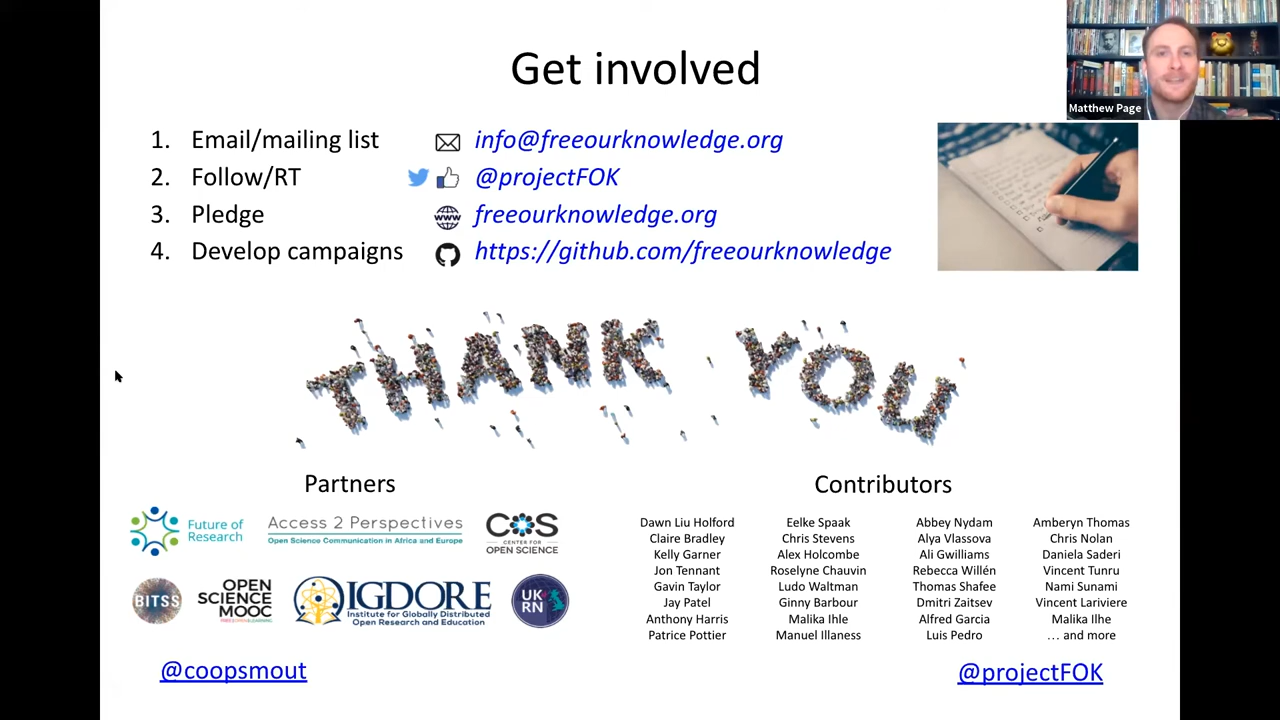 Get involved
Matthew Page
1. Email/mailing list info@freeourknowledge.org
2. Follow/RT @projectFOK
3. Pledge www freeourknowledge.org
4. Develop campaigns https://github.com/freeourknowledge
THANK YOU
Partners
Future of
Research
Access 2 Perspectives
Open Science Communication in Africa and Europe
COS
CENTER FOR
OPEN SCIENCE
BITSS
OPEN
SCIENCE
MOOC
IGDORE
Institute for Globally Distributed
Open Research and Education
UK
RN
Contributors
Dawn Liu Holford Eelke Spaak Abbey Nydam Amberyn Thomas
Claire Bradley Chris Stevens Alya Vlassova Chris Nolan
Kelly Garner Alex Holcombe Ali Gwilliams Daniela Saderi
Jon Tennant Roselyne Chauvin Rebecca Willén Vincent Tunru
Gavin Taylor Ludo Waltman Thomas Shafee Nami Sunami
Jay Patel Ginny Barbour Dmitri Zaitsev Vincent Lariviere
Anthony Harris Malika Ihle Alfred Garcia Malika Ilhe
Patrice Pottier Manuel Illaness Luis Pedro … and more
@coopsmout
@projectFOK